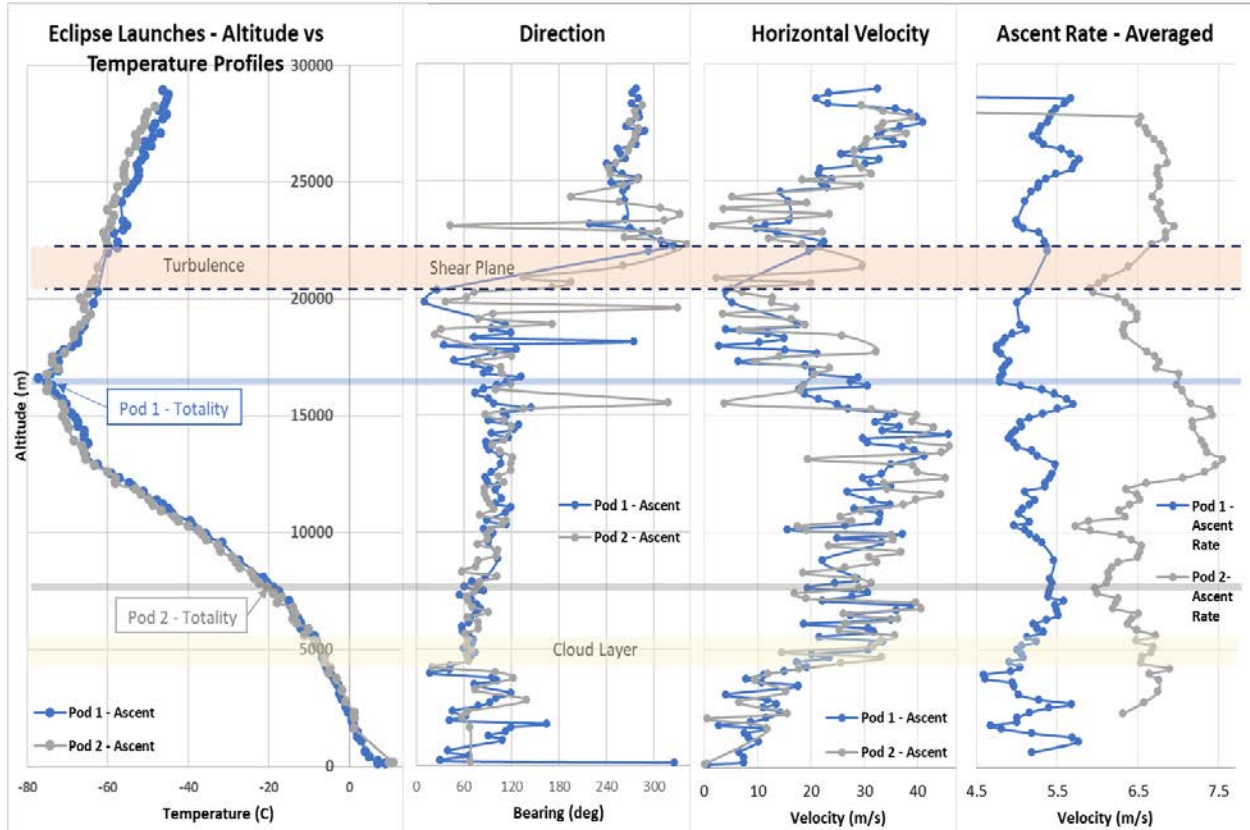 Eclipse Launches - Altitude vs
Temperature Profiles
Direction
Horizontal Velocity
Ascent Rate - Averaged
30000
25000
20000
15000
10000
5000
0
Altitude (m)
Turbulence
Shear Plane
Pod 1 - Totality
Pod 2 - Totality
Cloud Layer
Pod 1 - Ascent
Pod 2 - Ascent
Pod 1 - Ascent
Pod 2 - Ascent
Pod 1 - Ascent
Pod 2 - Ascent
Pod 1 -
Ascent
Rate
Pod 2-
Ascent
Rate
-80 -60 -40 -20 0
Temperature (C)
0 60 120 180 240 300
Bearing (deg)
0 10 20 30 40
Velocity (m/s)
4.5 5.5 6.5 7.5
Velocity (m/s)